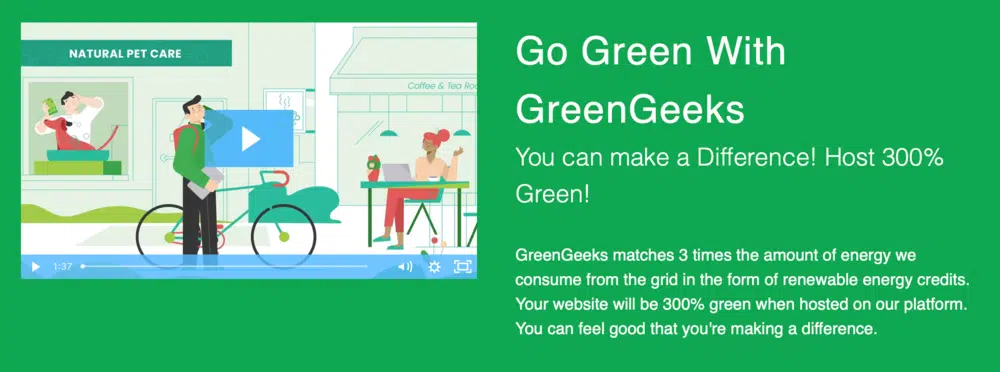 NATURAL PET CARE
Coffee & Tea Roo
1:37
Go Green With
GreenGeeks
You can make a Difference! Host 300%
Green!
GreenGeeks matches 3 times the amount of energy we
consume from the grid in the form of renewable energy credits.
Your website will be 300% green when hosted on our platform.
You can feel good that you're making a difference.